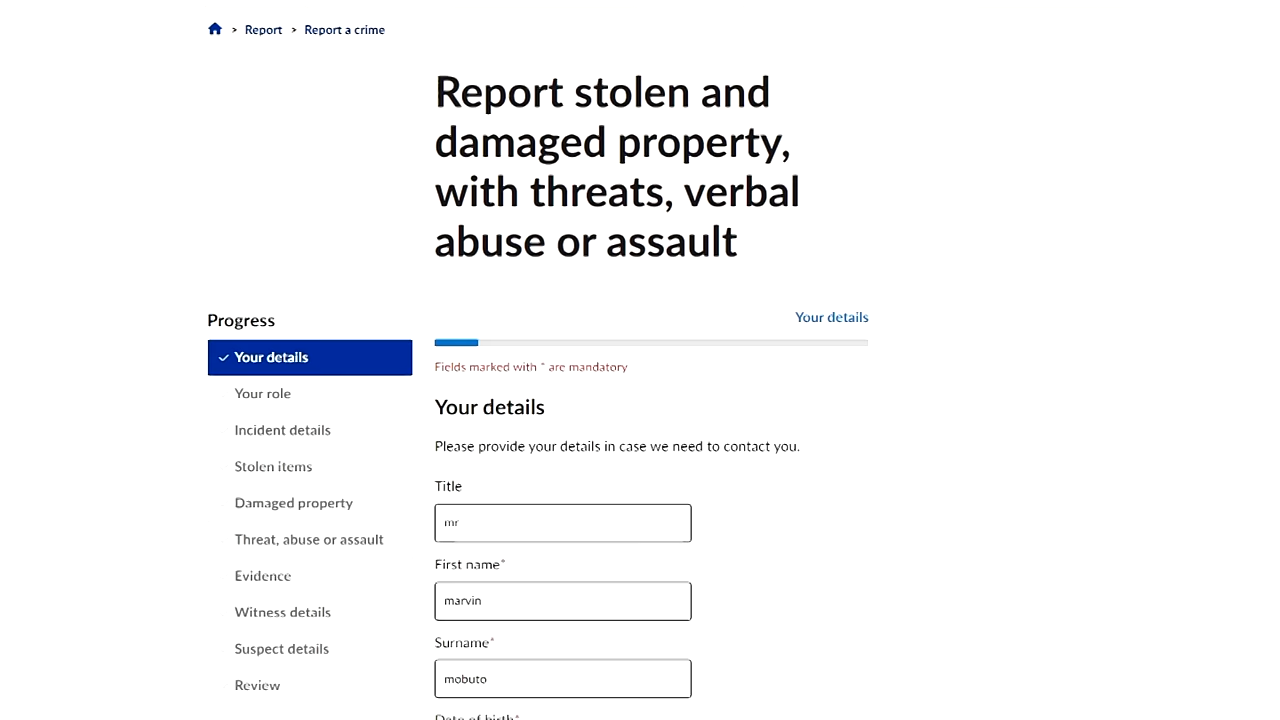 > Report > Report a crime
Report stolen and
damaged property,
with threats, verbal
abuse or assault
Progress
Your details
Your role
Incident details
Stolen items
Damaged property
Threat, abuse or assault
Evidence
Witness details
Suspect details
Review
Your details
Fields marked with * are mandatory
Your details
Please provide your details in case we need to contact you.
Title
mr
First name*
marvin
Surname*
mobuto
Date of birth*